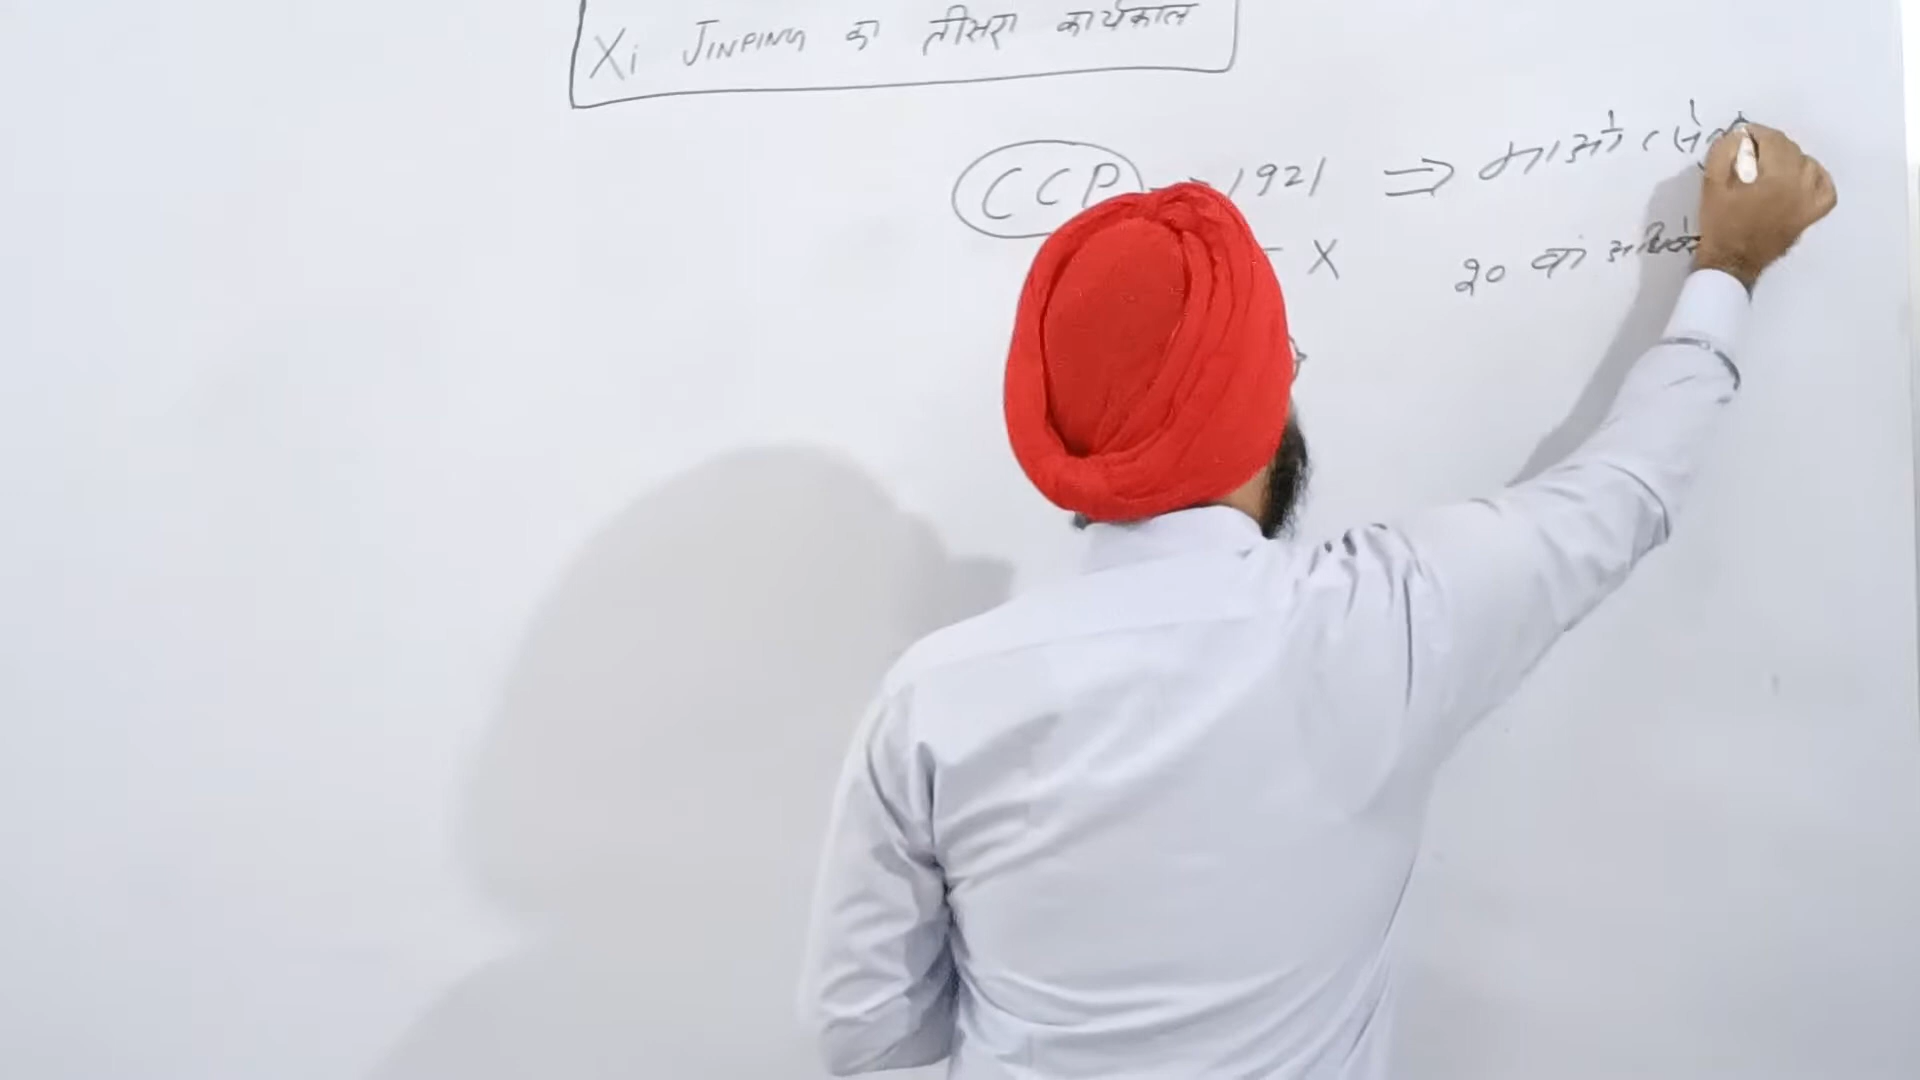 Xi JINPING का तीसरा कार्यकाल
CCP → 1921 ⇒ माओ त्से
X 20 वां